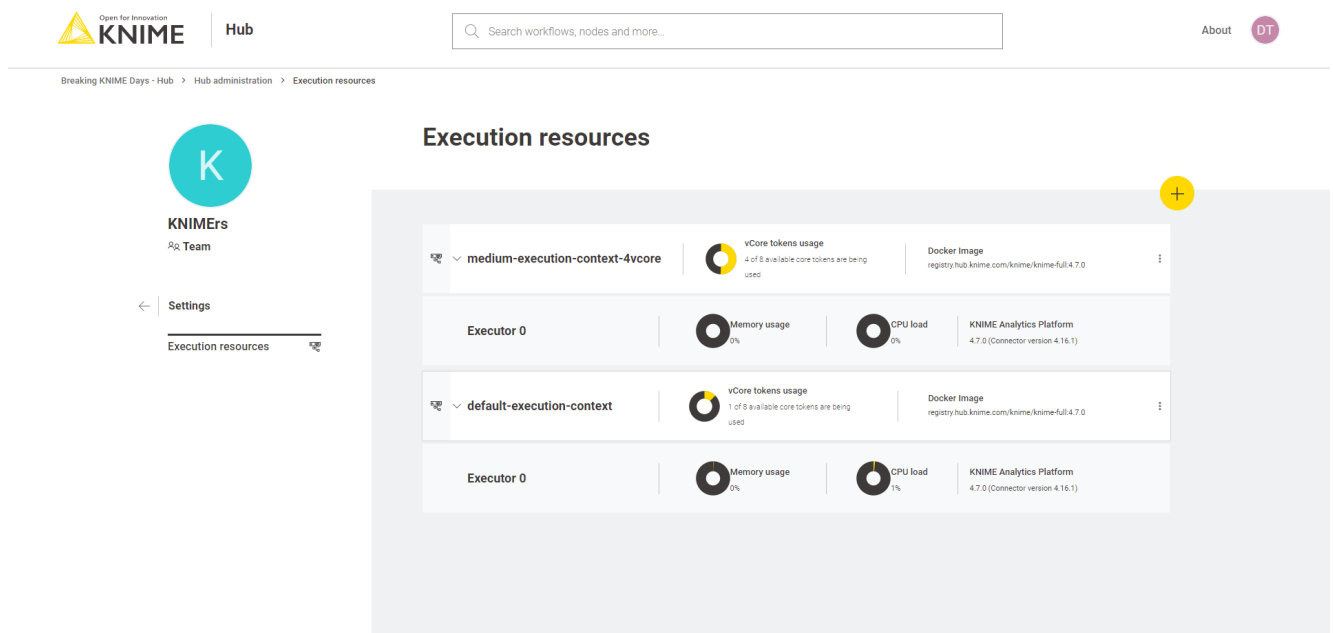 Open for Innovation
KNIME
Hub
Search workflows, nodes and more...
About
DT
Breaking KNIME Days - Hub > Hub administration > Execution resources
K
KNIMErs
Team
Settings
Execution resources
Execution resources
+
medium-execution-context-4vcore
vCore tokens usage
4 of 8 available core tokens are being
used
Docker Image
registry.hub.knime.com/knime/knime-full:4.7.0
Executor 0
Memory usage
0%
CPU load
0%
KNIME Analytics Platform
4.7.0 (Connector version 4.16.1)
default-execution-context
vCore tokens usage
1 of 8 available core tokens are being
used
Docker Image
registry.hub.knime.com/knime/knime-full:4.7.0
Executor 0
Memory usage
0%
CPU load
1%
KNIME Analytics Platform
4.7.0 (Connector version 4.16.1)